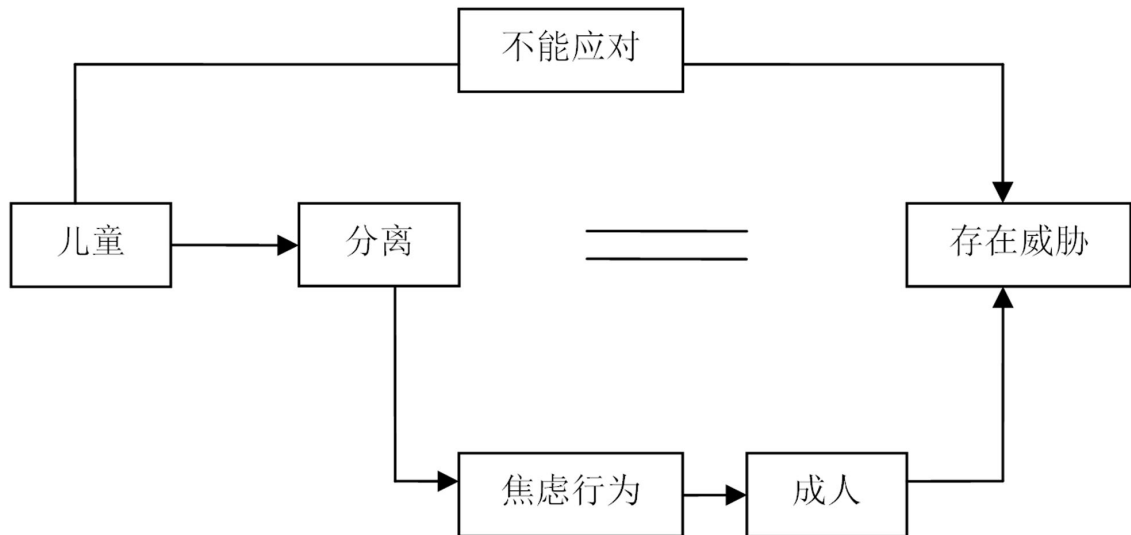 不能应对
儿童
分离
存在威胁
焦虑行为
成人